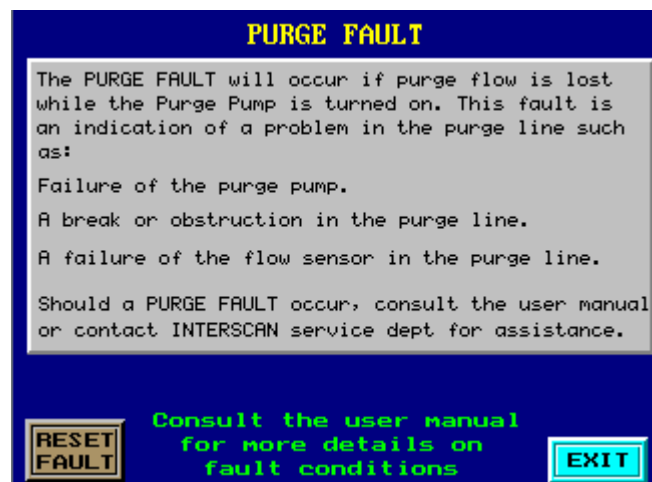 PURGE FAULT
The PURGE FAULT will occur if purge flow is lost
while the Purge Pump is turned on. This fault is
an indication of a problem in the purge line such
as:
Failure of the purge pump.
A break or obstruction in the purge line.
A failure of the flow sensor in the purge line.
Should a PURGE FAULT occur, consult the user manual
or contact INTERSCAN service dept for assistance.
RESET
FAULT
Consult the user manual
for more details on
fault conditions
EXIT